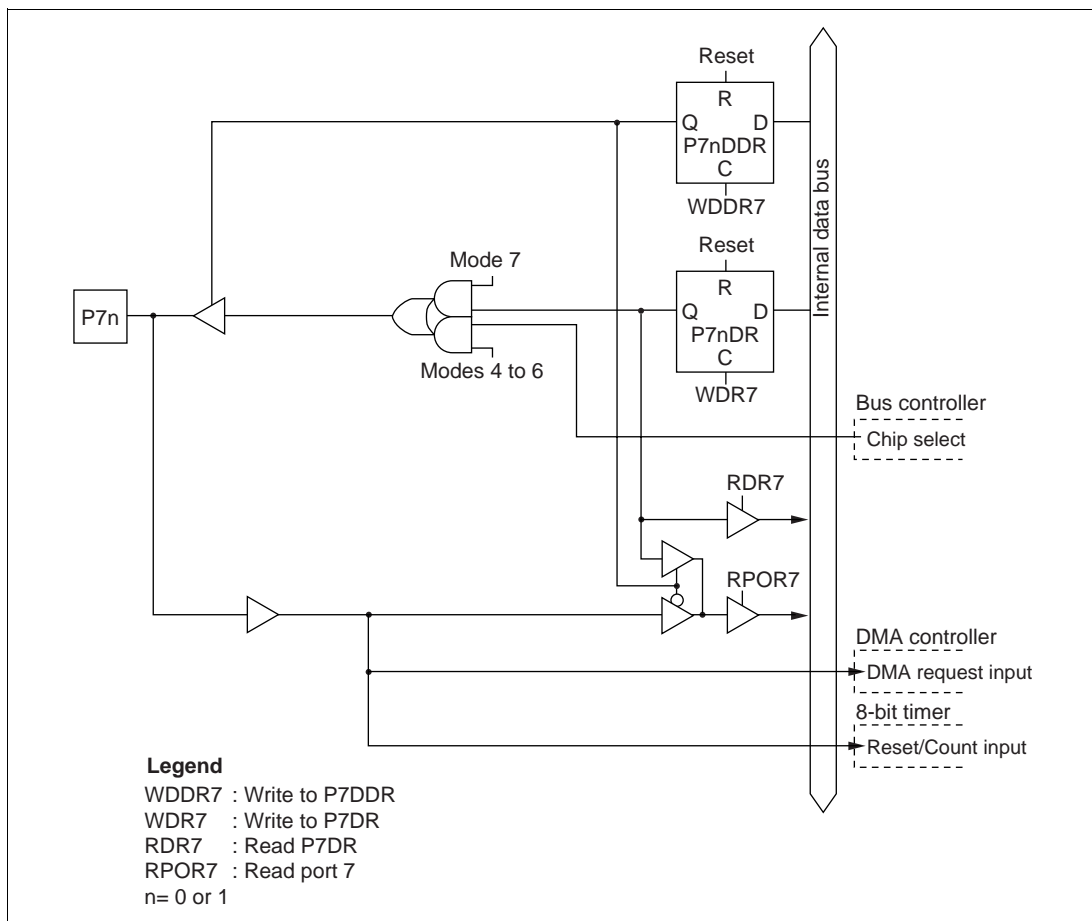 Reset
R
Q D
P7nDDR
C
WDDR7
Reset
R
Q D
P7nDR
C
WDR7
Internal data bus
Mode 7
P7n
Modes 4 to 6
Bus controller
Chip select
RDR7
RPOR7
DMA controller
DMA request input
8-bit timer
Reset/Count input
Legend
WDDR7 : Write to P7DDR
WDR7 : Write to P7DR
RDR7 : Read P7DR
RPOR7 : Read port 7
n= 0 or 1